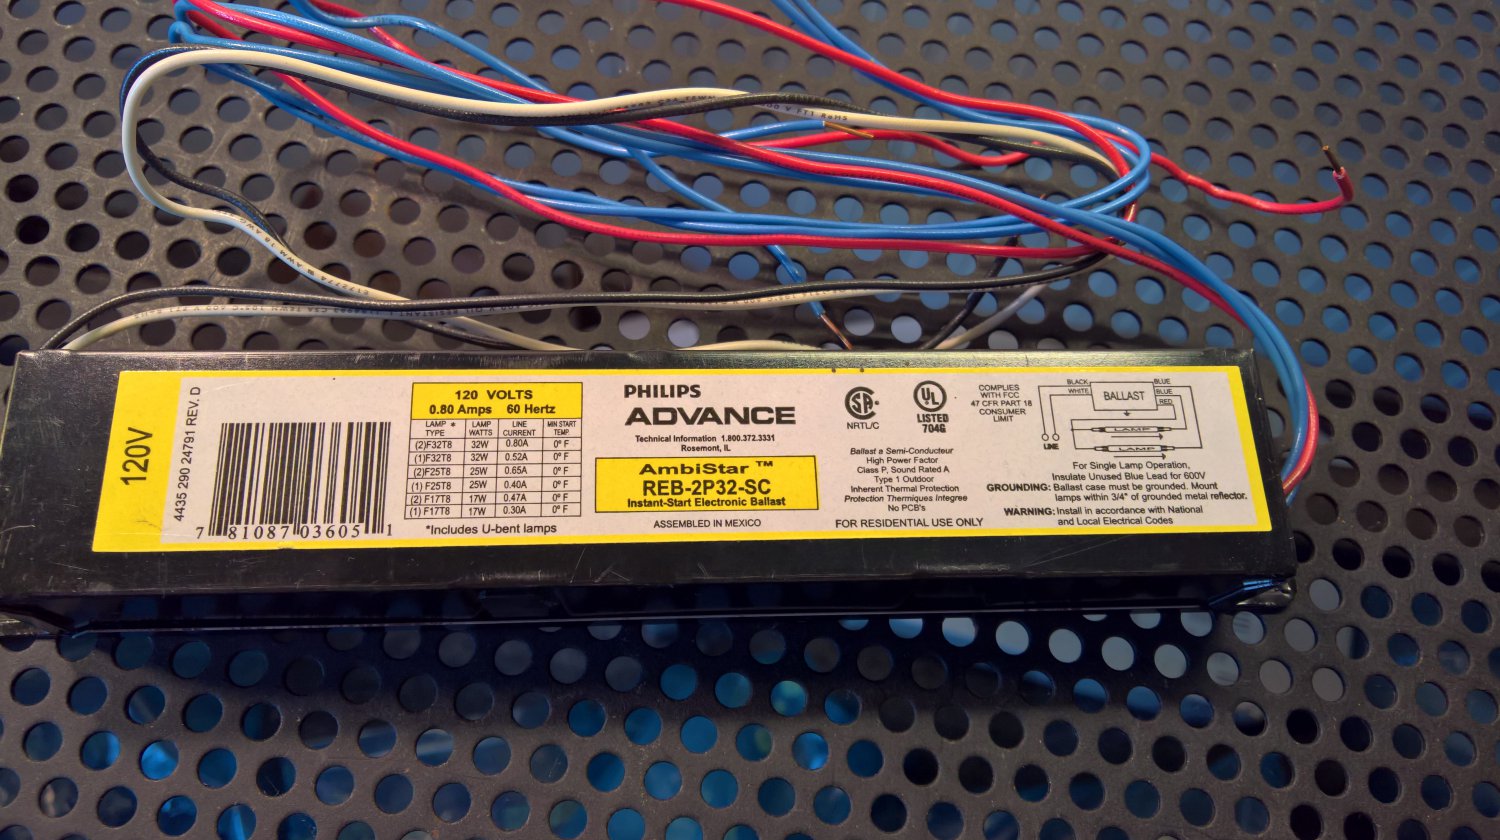 120V
4435 290 24791 REV. D
7 81087 03605 1
120 VOLTS
0.80 Amps 60 Hertz
LAMP * TYPE LAMP WATTS LINE CURRENT MIN START TEMP
(2)F32T8 32W 0.80A 0° F
(1)F32T8 32W 0.52A 0° F
(2)F25T8 25W 0.65A 0° F
(1) F25T8 25W 0.40A 0° F
(2) F17T8 17W 0.47A 0° F
(1) F17T8 17W 0.30A 0° F
*Includes U-bent lamps
PHILIPS
ADVANCE
Technical Information 1.800.372.3331
Rosemont, IL
AmbiStar ™
REB-2P32-SC
Instant-Start Electronic Ballast
ASSEMBLED IN MEXICO
NRTL/C
UL
LISTED
704G
COMPLIES
WITH FCC
47 CFR PART 18
CONSUMER
LIMIT
Ballast a Semi-Conducteur
High Power Factor
Class P, Sound Rated A
Type 1 Outdoor
Inherent Thermal Protection
Protection Thermiques Integree
No PCB's
FOR RESIDENTIAL USE ONLY
BLACK
WHITE
BALLAST
BLUE
BLUE
RED
LAMP
LAMP
LINE
For Single Lamp Operation,
Insulate Unused Blue Lead for 600V
GROUNDING: Ballast case must be grounded. Mount
lamps within 3/4" of grounded metal reflector.
WARNING: Install in accordance with National
and Local Electrical Codes